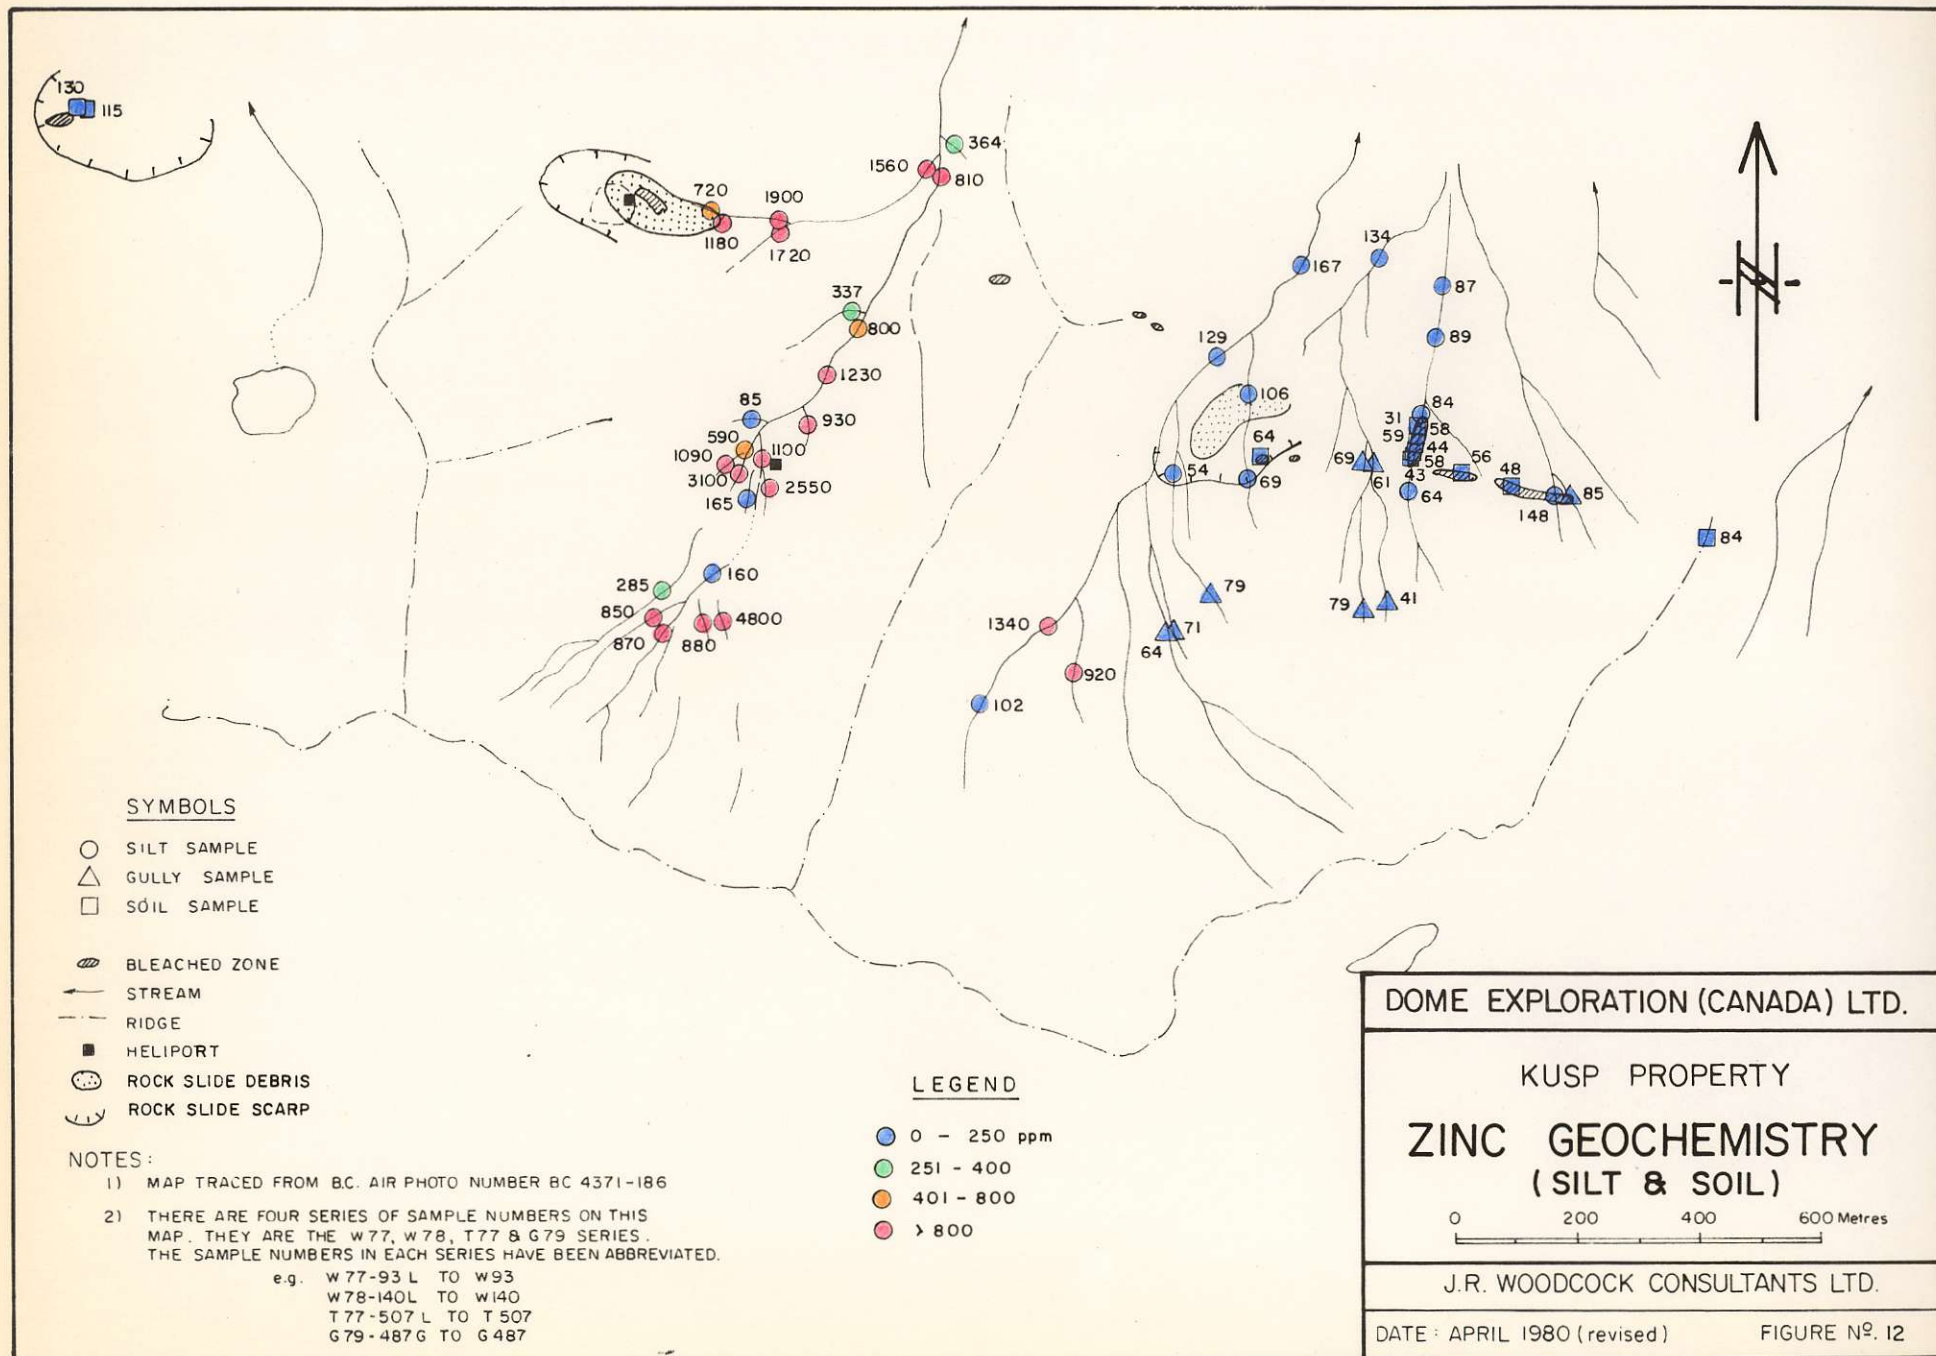 130
115
364
1560
810
720
1900
1180
1720
134
167
337
87
800
129
89
1230
106
85
84
930
31
58
590
59
64
44
1090
1100
69
58
56
48
3100
54
61
43
2550
69
64
85
165
148
84
160
285
79
41
79
850
4800
1340
71
870
880
64
920
102
SYMBOLS
SILT SAMPLE
GULLY SAMPLE
SOIL SAMPLE
BLEACHED ZONE
STREAM
RIDGE
HELIPORT
ROCK SLIDE DEBRIS
ROCK SLIDE SCARP
NOTES:
1) MAP TRACED FROM B.C. AIR PHOTO NUMBER BC 4371-186
2) THERE ARE FOUR SERIES OF SAMPLE NUMBERS ON THIS
MAP. THEY ARE THE W77, W78, T77 & G79 SERIES.
THE SAMPLE NUMBERS IN EACH SERIES HAVE BEEN ABBREVIATED.
e.g. W77-93L TO W93
W78-140L TO W140
T77-507L TO T507
G79-487G TO G487
LEGEND
0 - 250 ppm
251 - 400
401 - 800
> 800
DOME EXPLORATION (CANADA) LTD.
KUSP PROPERTY
ZINC GEOCHEMISTRY
(SILT & SOIL)
0 200 400 600 Metres
J.R. WOODCOCK CONSULTANTS LTD.
DATE: APRIL 1980 (revised) FIGURE Nº. 12